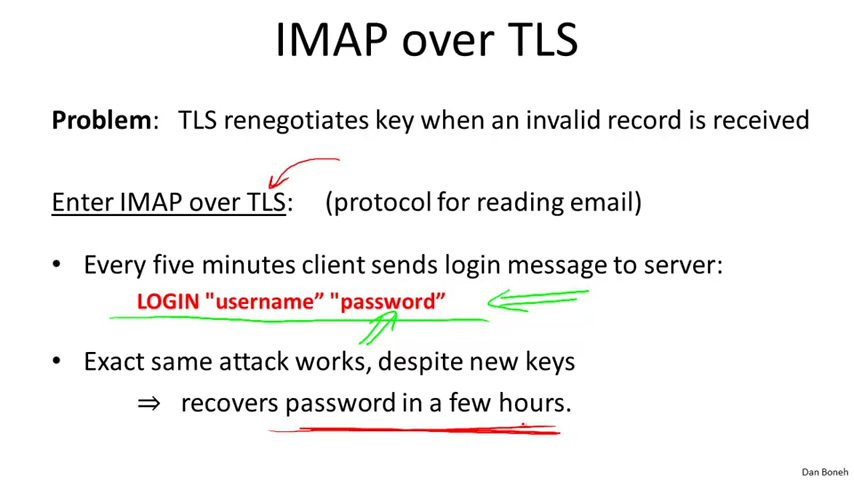 IMAP over TLS
Problem: TLS renegotiates key when an invalid record is received
Enter IMAP over TLS: (protocol for reading email)
• Every five minutes client sends login message to server:
LOGIN "username” "password”
• Exact same attack works, despite new keys
⇒ recovers password in a few hours.
Dan Boneh